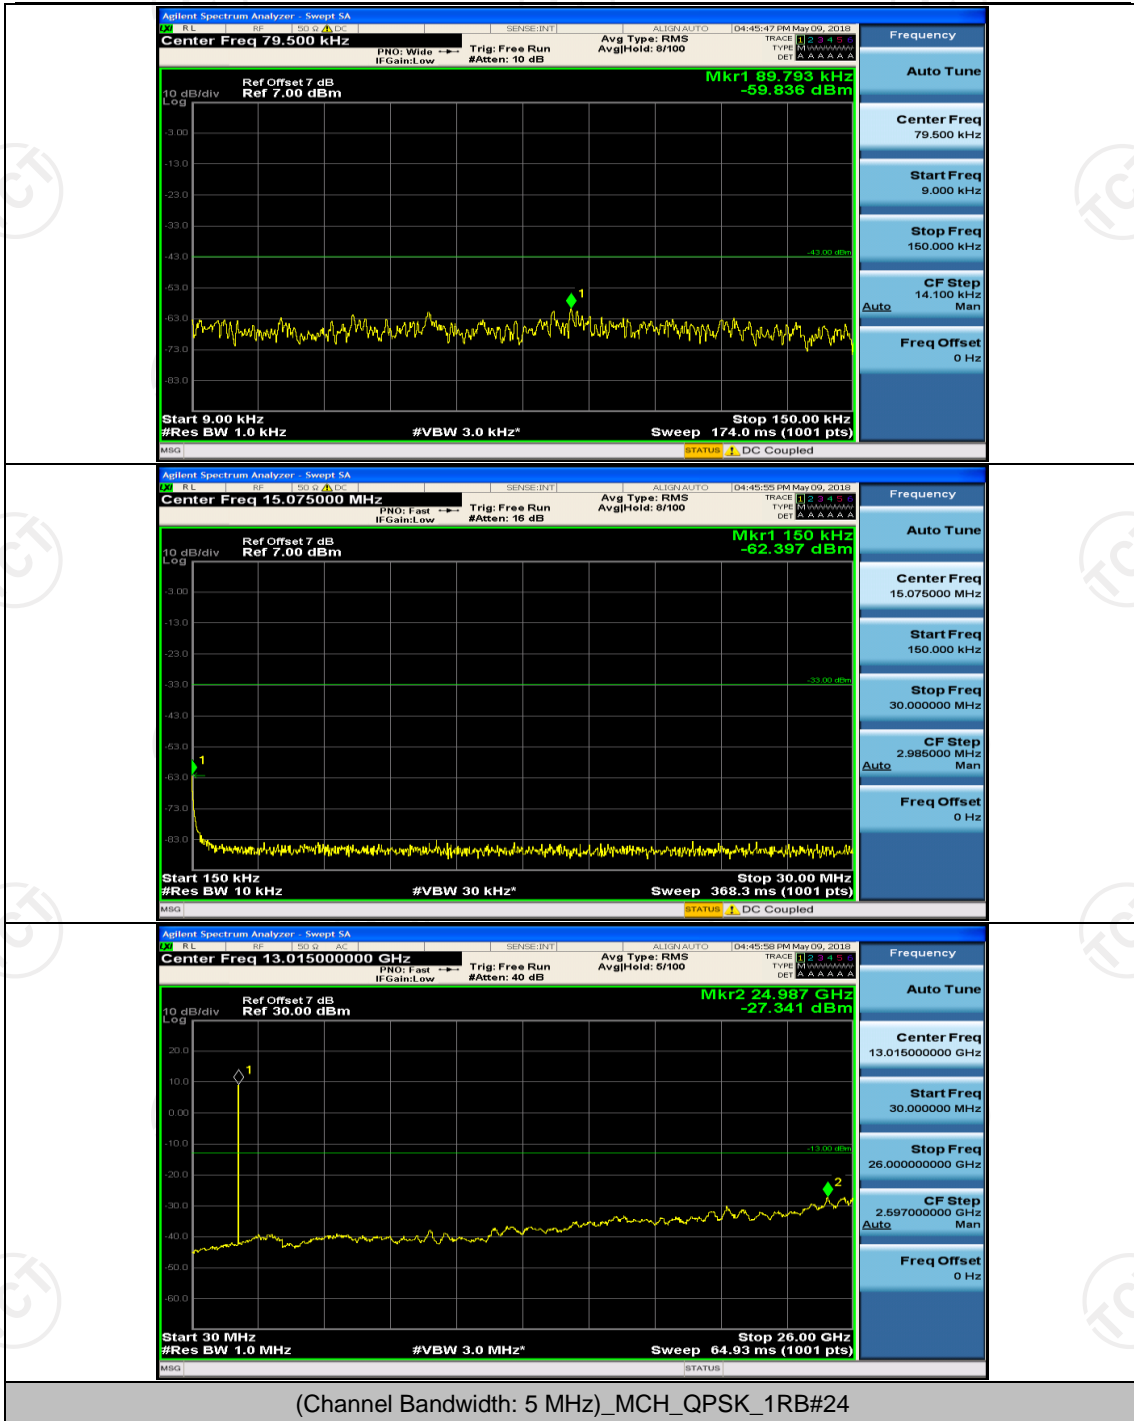 Agilent Spectrum Analyzer - Swept SA
LXI RL RF 50 Ω DC SENSE:INT ALIGN AUTO 04:45:47 PM May 09, 2018
Center Freq 79.500 kHz
PNO: Wide
IFGain:Low
Trig: Free Run
#Atten: 10 dB
Avg Type: RMS
Avg|Hold: 8/100
TRACE 1 2 3 4 5 6
TYPE M
DET A A A A A A
Ref Offset 7 dB
Ref 7.00 dBm
10 dB/div
Log
Mkr1 89.793 kHz
-59.836 dBm
-3.00
-13.0
-23.0
-33.0
-43.0
-53.0
-63.0
-73.0
-83.0
-43.00 dBm
1
Start 9.00 kHz
Stop 150.00 kHz
#Res BW 1.0 kHz
#VBW 3.0 kHz*
Sweep 174.0 ms (1001 pts)
MSG
STATUS DC Coupled
Frequency
Auto Tune
Center Freq
79.500 kHz
Start Freq
9.000 kHz
Stop Freq
150.000 kHz
CF Step
14.100 kHz
Auto Man
Freq Offset
0 Hz
Agilent Spectrum Analyzer - Swept SA
LXI RL RF 50 Ω DC SENSE:INT ALIGN AUTO 04:45:55 PM May 09, 2018
Center Freq 15.075000 MHz
PNO: Fast
IFGain:Low
Trig: Free Run
#Atten: 16 dB
Avg Type: RMS
Avg|Hold: 8/100
TRACE 1 2 3 4 5 6
TYPE M
DET A A A A A A
Ref Offset 7 dB
Ref 7.00 dBm
10 dB/div
Log
Mkr1 150 kHz
-62.397 dBm
-3.00
-13.0
-23.0
-33.0
-43.0
-53.0
-63.0
-73.0
-83.0
-33.00 dBm
1
Start 150 kHz
Stop 30.00 MHz
#Res BW 10 kHz
#VBW 30 kHz*
Sweep 368.3 ms (1001 pts)
MSG
STATUS DC Coupled
Frequency
Auto Tune
Center Freq
15.075000 MHz
Start Freq
150.000 kHz
Stop Freq
30.000000 MHz
CF Step
2.985000 MHz
Auto Man
Freq Offset
0 Hz
Agilent Spectrum Analyzer - Swept SA
LXI RL RF 50 Ω AC SENSE:INT ALIGN AUTO 04:45:58 PM May 09, 2018
Center Freq 13.015000000 GHz
PNO: Fast
IFGain:Low
Trig: Free Run
#Atten: 40 dB
Avg Type: RMS
Avg|Hold: 5/100
TRACE 1 2 3 4 5 6
TYPE M
DET A A A A A A
Ref Offset 7 dB
Ref 30.00 dBm
10 dB/div
Log
Mkr2 24.987 GHz
-27.341 dBm
20.0
10.0
0.00
-10.0
-20.0
-30.0
-40.0
-50.0
-60.0
-13.00 dBm
1
2
Start 30 MHz
Stop 26.00 GHz
#Res BW 1.0 MHz
#VBW 3.0 MHz*
Sweep 64.93 ms (1001 pts)
MSG
STATUS
Frequency
Auto Tune
Center Freq
13.015000000 GHz
Start Freq
30.000000 MHz
Stop Freq
26.000000000 GHz
CF Step
2.597000000 GHz
Auto Man
Freq Offset
0 Hz
(Channel Bandwidth: 5 MHz)_MCH_QPSK_1RB#24